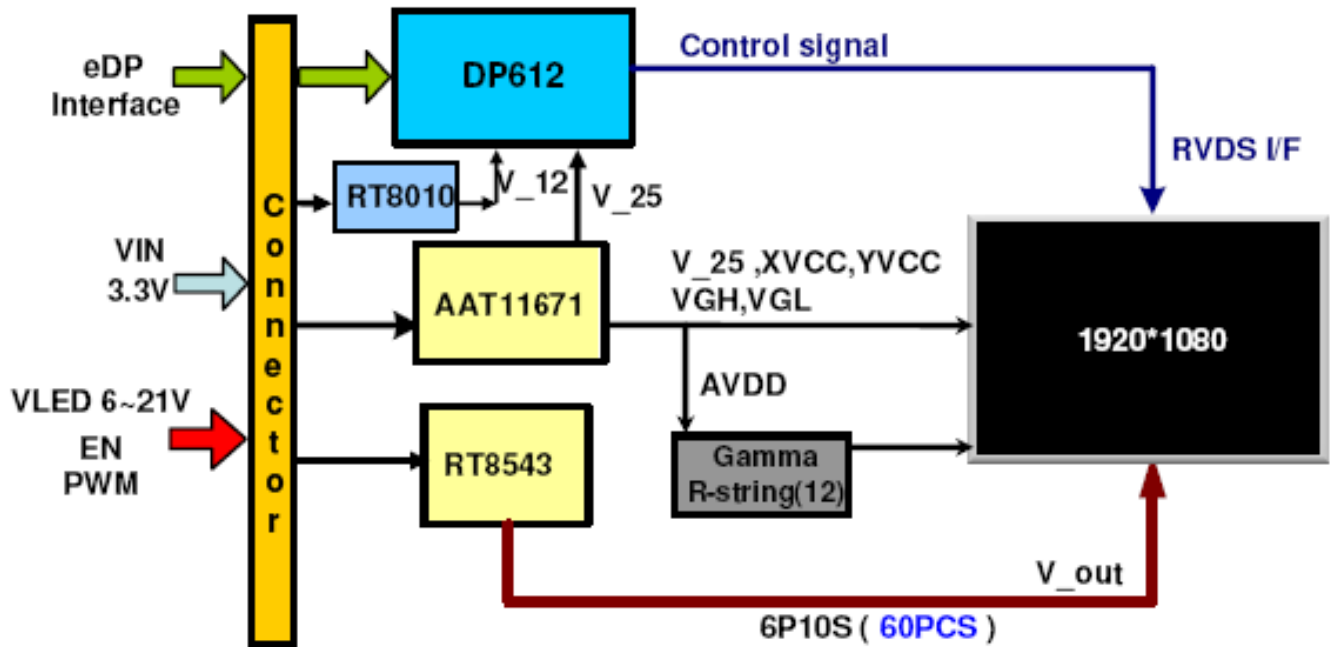 eDP
Interface
DP612
Control signal
RVDS I/F
RT8010
V_12
V_25
Connector
VIN
3.3V
AAT11671
V_25 ,XVCC,YVCC
VGH,VGL
1920*1080
AVDD
VLED 6~21V
EN
PWM
RT8543
Gamma
R-string(12)
V_out
6P10S ( 60PCS )